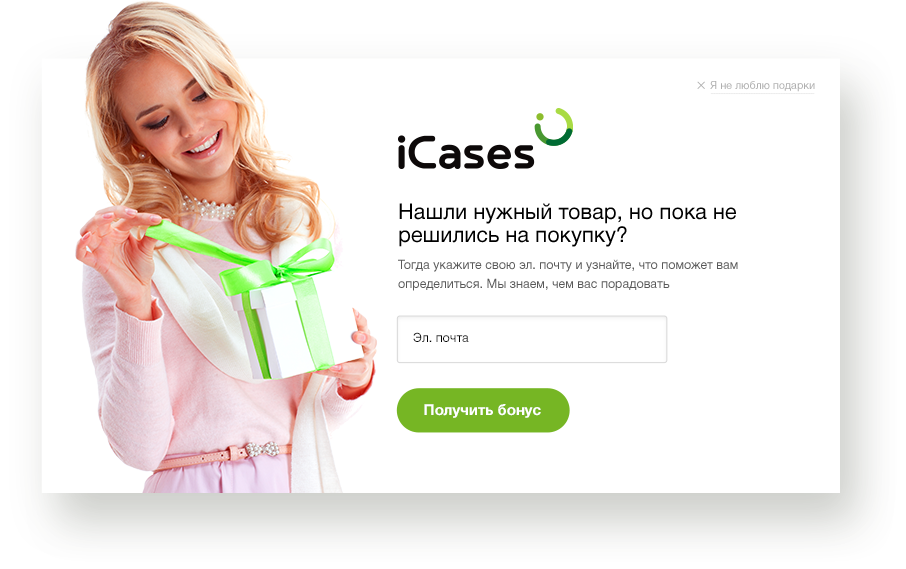 × Я не люблю подарки
iCases
Нашли нужный товар, но пока не
решились на покупку?
Тогда укажите свою эл. почту и узнайте, что поможет вам
определиться. Мы знаем, чем вас порадовать
Эл. почта
Получить бонус